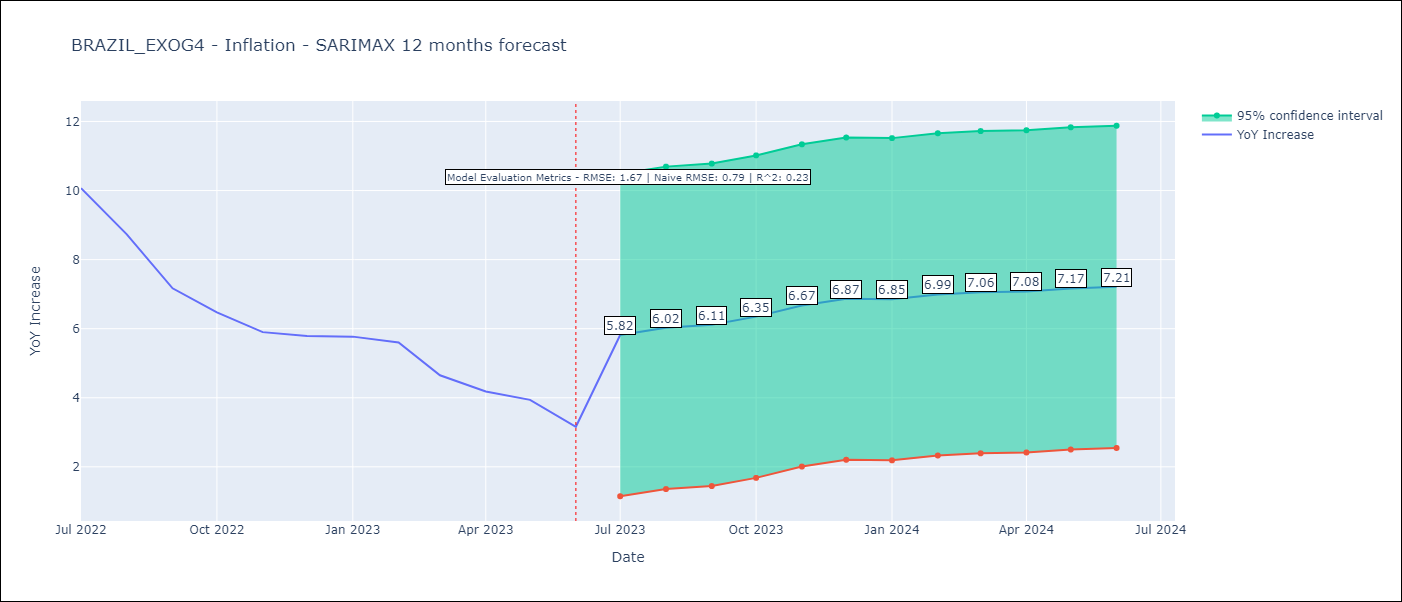 BRAZIL_EXOG4 - Inflation - SARIMAX 12 months forecast
95% confidence interval
YoY Increase
Model Evaluation Metrics - RMSE: 1.67 | Naive RMSE: 0.79 | R^2: 0.23
12
10
8
6
4
2
YoY Increase
5.82
6.02
6.11
6.35
6.67
6.87
6.85
6.99
7.06
7.08
7.17
7.21
Jul 2022
Oct 2022
Jan 2023
Apr 2023
Jul 2023
Oct 2023
Jan 2024
Apr 2024
Jul 2024
Date